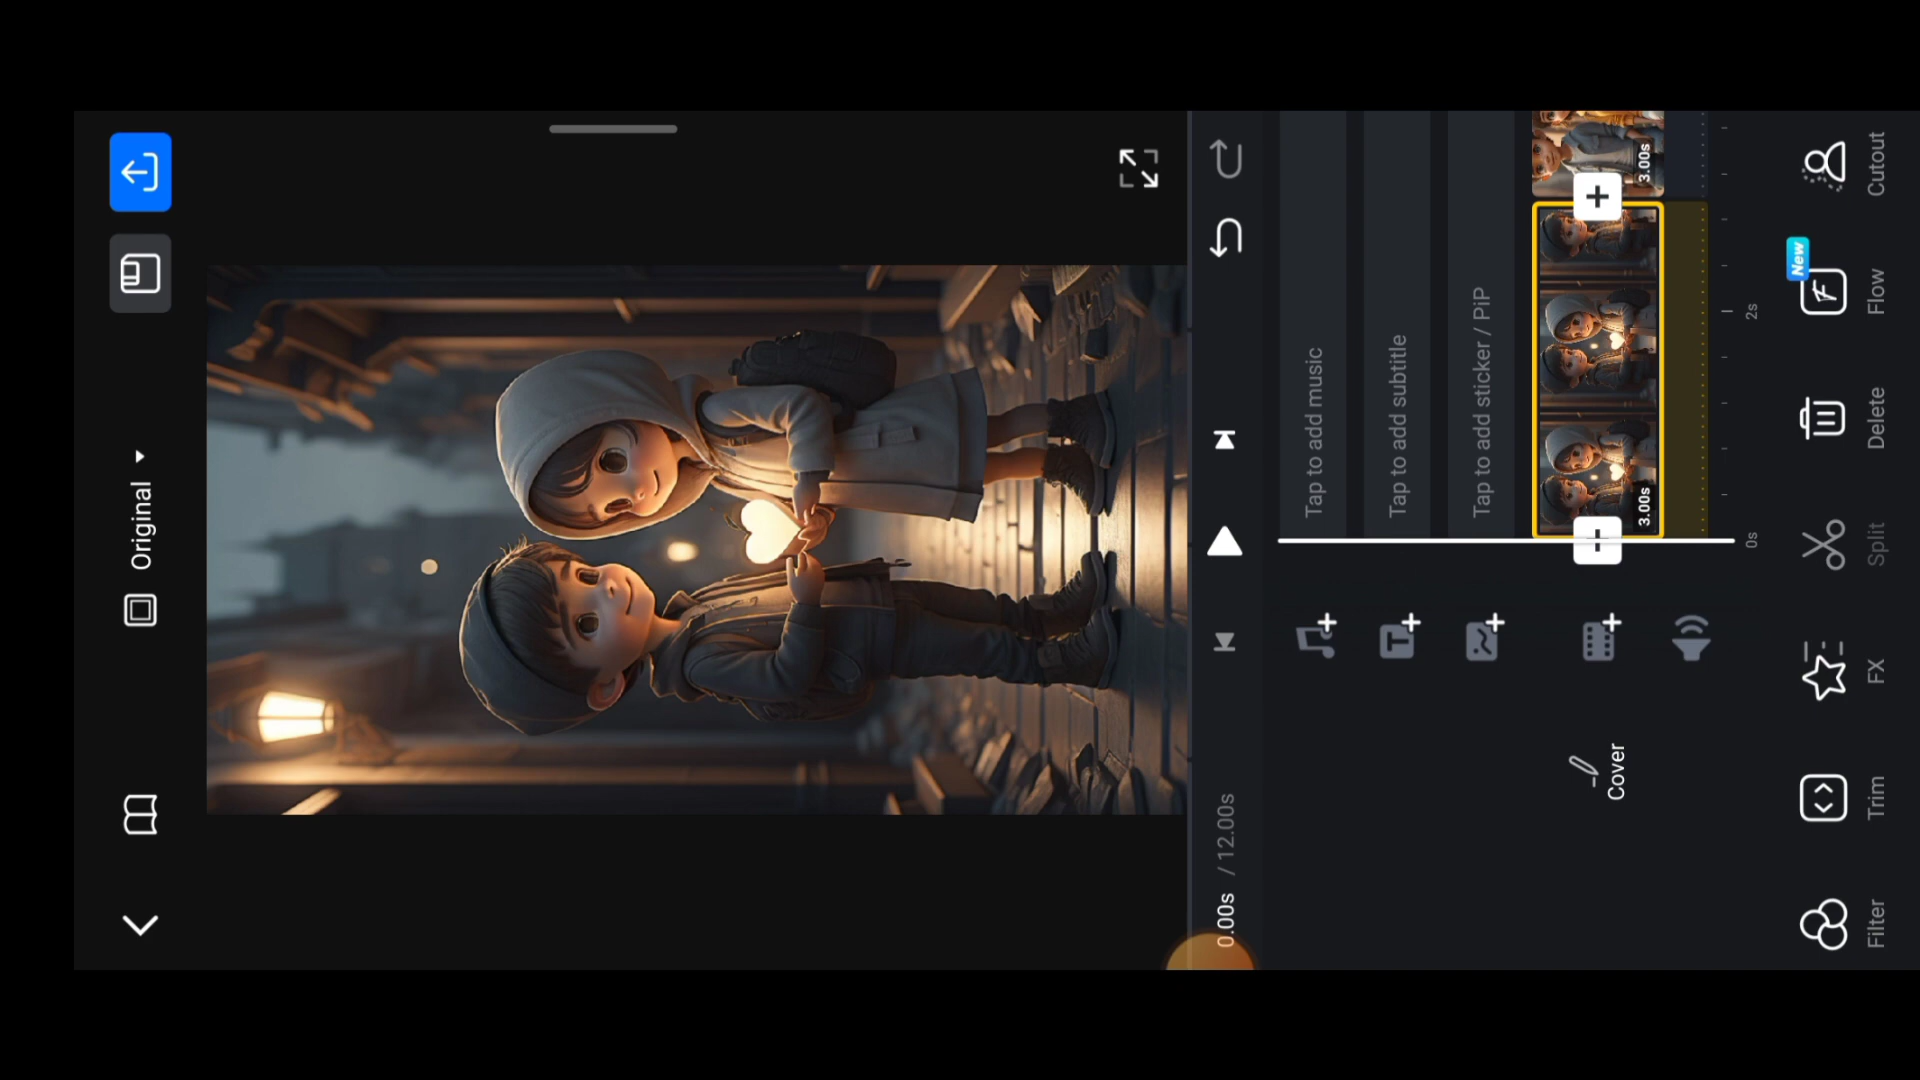 Original
0.00s / 12.00s
Tap to add music
Tap to add subtitle
Tap to add sticker / PiP
Cover
3.00s
3.00s
0s
2s
New
Filter
Trim
FX
Split
Delete
Flow
Cutout